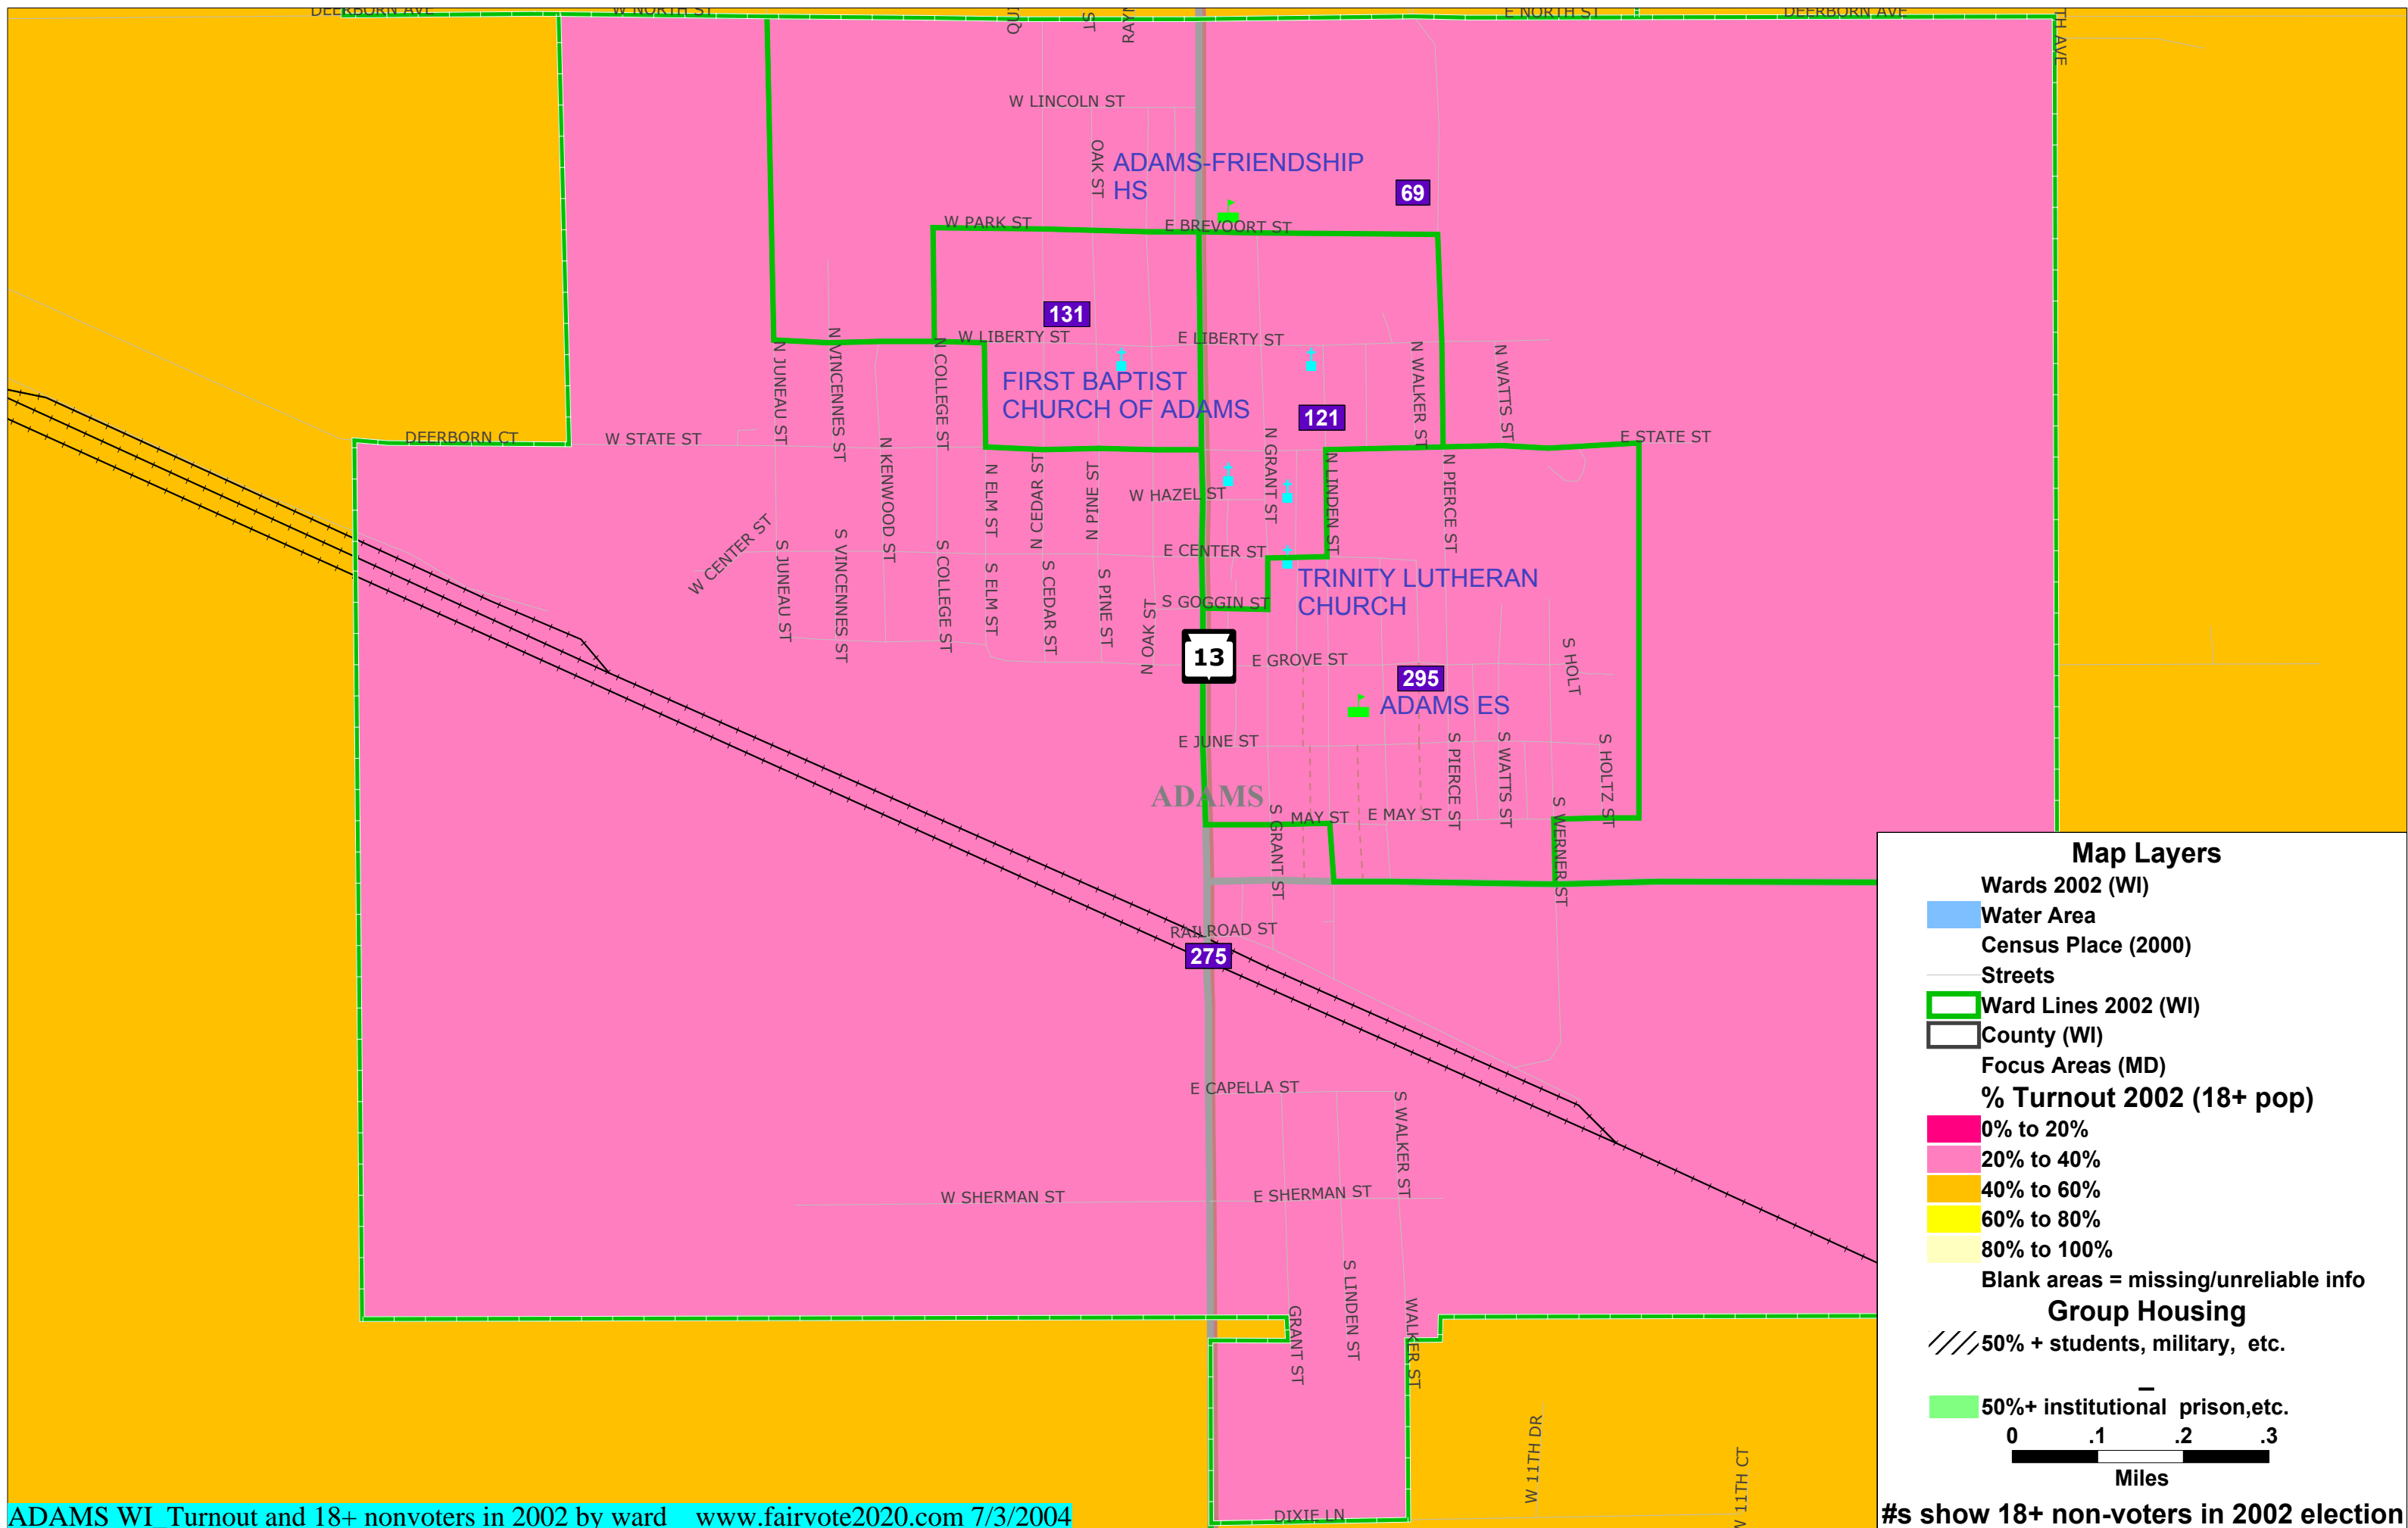 DEERBORN AVE
W NORTH ST
E NORTH ST
DEERBORN AVE
TH AVE
QUI
ST
RAYN
W LINCOLN ST
OAK ST
ADAMS-FRIENDSHIP
HS
69
W PARK ST
E BREVOORT ST
131
W LIBERTY ST
E LIBERTY ST
N JUNEAU ST
N VINCENNES ST
N COLLEGE ST
FIRST BAPTIST
CHURCH OF ADAMS
121
N WALKER ST
N WATTS ST
DEERBORN CT
W STATE ST
E STATE ST
N KENWOOD ST
N ELM ST
N CEDAR ST
N PINE ST
N GRANT ST
N LINDEN ST
N PIERCE ST
W HAZEL ST
W CENTER ST
E CENTER ST
S JUNEAU ST
S VINCENNES ST
S COLLEGE ST
S ELM ST
S CEDAR ST
S PINE ST
N OAK ST
TRINITY LUTHERAN
CHURCH
S GOGGIN ST
13
E GROVE ST
295
ADAMS ES
S HOLT
E JUNE ST
S PIERCE ST
S WATTS ST
S HOLTZ ST
ADAMS
S GRANT ST
MAY ST
E MAY ST
S WERNER ST
RAILROAD ST
275
E CAPELLA ST
S WALKER ST
W SHERMAN ST
E SHERMAN ST
S LINDEN ST
GRANT ST
WALKER ST
W 11TH DR
W 11TH CT
DIXIE LN
Map Layers
Wards 2002 (WI)
Water Area
Census Place (2000)
Streets
Ward Lines 2002 (WI)
County (WI)
Focus Areas (MD)
% Turnout 2002 (18+ pop)
0% to 20%
20% to 40%
40% to 60%
60% to 80%
80% to 100%
Blank areas = missing/unreliable info
Group Housing
50% + students, military, etc.
_
50%+ institutional prison,etc.
0 .1 .2 .3
Miles
#s show 18+ non-voters in 2002 election
ADAMS WI_Turnout and 18+ nonvoters in 2002 by ward www.fairvote2020.com 7/3/2004